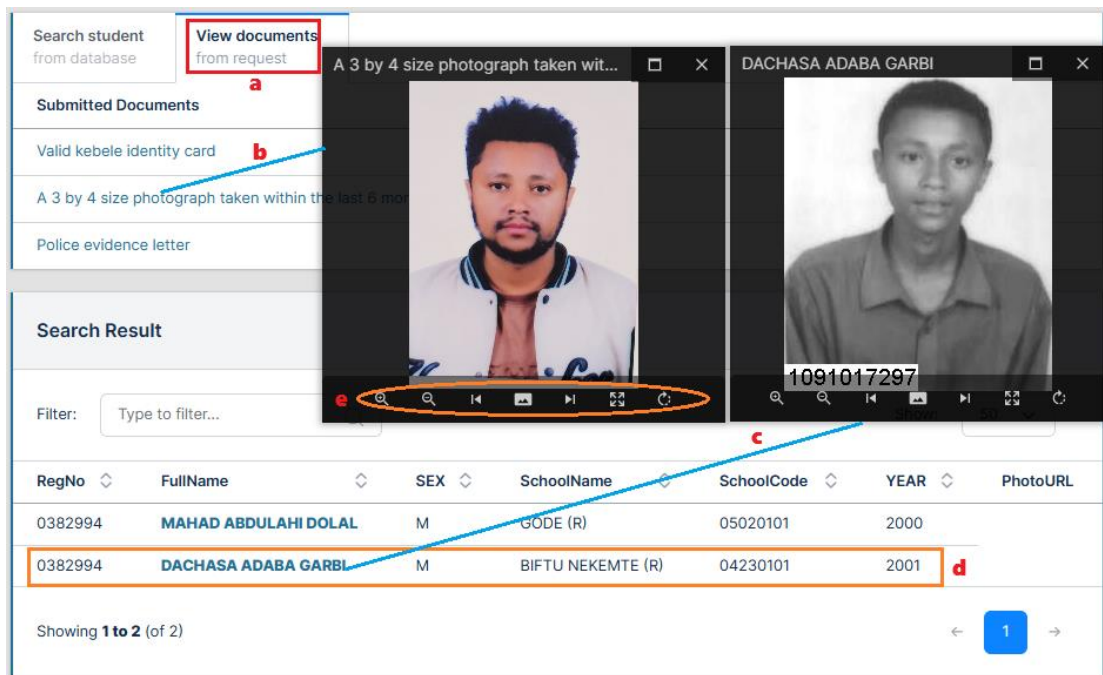 Search student
from database
View documents
from request
a
Submitted Documents
Valid kebele identity card
b
A 3 by 4 size photograph taken within the last 6 mon
Police evidence letter
A 3 by 4 size photograph taken wit...
DACHASA ADABA GARBI
1091017297
e
Search Result
Filter:
Type to filter...
Show:
50
c
RegNo
FullName
SEX
SchoolName
SchoolCode
YEAR
PhotoURL
0382994
MAHAD ABDULAHI DOLAL
M
GODE (R)
05020101
2000
0382994
DACHASA ADABA GARBI
M
BIFTU NEKEMTE (R)
04230101
2001
d
Showing 1 to 2 (of 2)
← 1 →